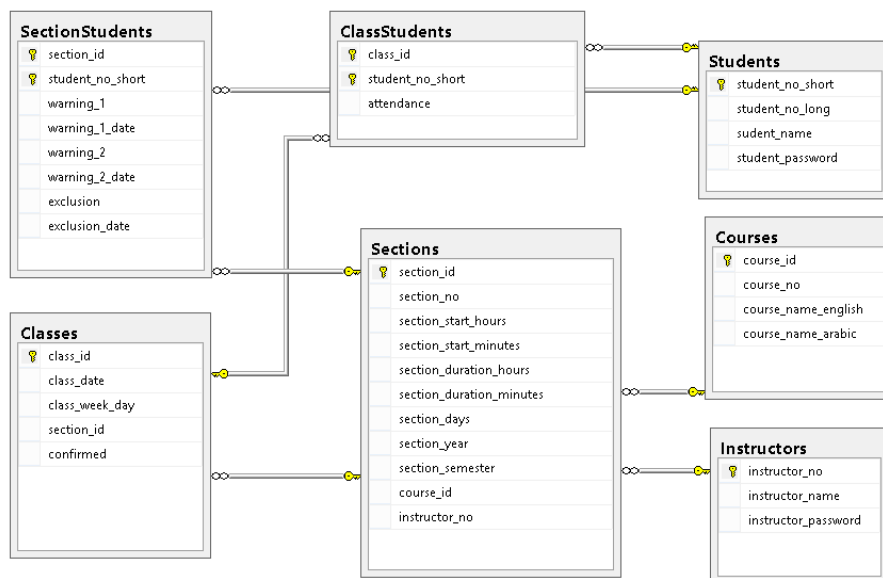 SectionStudents
section_id
student_no_short
warning_1
warning_1_date
warning_2
warning_2_date
exclusion
exclusion_date
ClassStudents
class_id
student_no_short
attendance
Students
student_no_short
student_no_long
sudent_name
student_password
Sections
section_id
section_no
section_start_hours
section_start_minutes
section_duration_hours
section_duration_minutes
section_days
section_year
section_semester
course_id
instructor_no
Courses
course_id
course_no
course_name_english
course_name_arabic
Classes
class_id
class_date
class_week_day
section_id
confirmed
Instructors
instructor_no
instructor_name
instructor_password